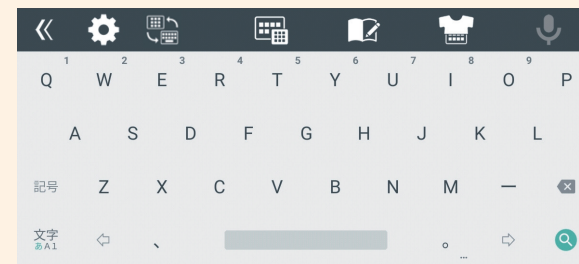 1 2 3 4 5 6 7 8 9
Q W E R T Y U I O P
A S D F G H J K L
記号 Z X C V B N M ー
文字
あA1 、 。 …